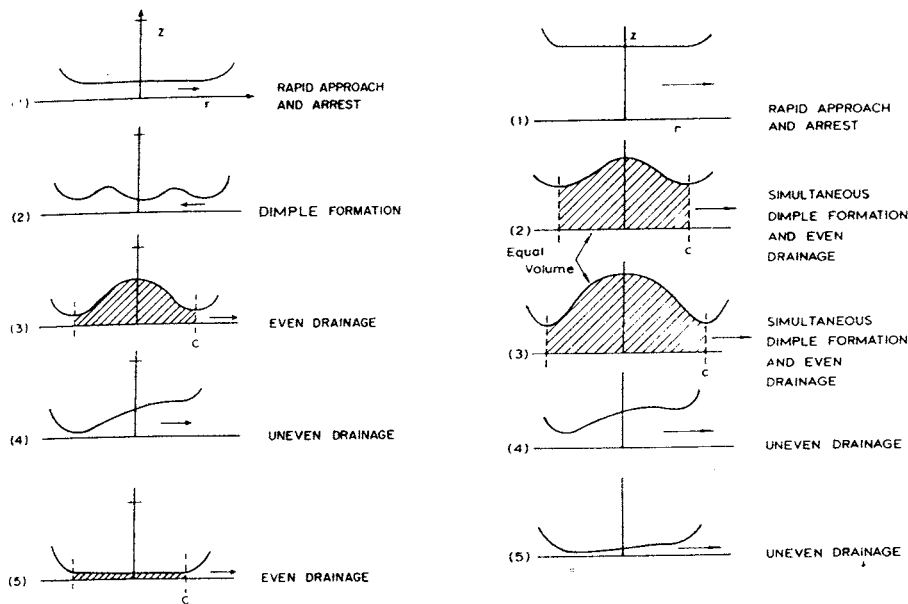 Z
r
(1)
RAPID APPROACH
AND ARREST
(2)
DIMPLE FORMATION
(3)
C
EVEN DRAINAGE
(4)
UNEVEN DRAINAGE
(5)
C
EVEN DRAINAGE
z
r
(1)
RAPID APPROACH
AND ARREST
(2)
C
SIMULTANEOUS
DIMPLE FORMATION
AND EVEN
DRAINAGE
Equal
Volume
(3)
C
SIMULTANEOUS
DIMPLE FORMATION
AND EVEN
DRAINAGE
(4)
UNEVEN DRAINAGE
(5)
UNEVEN DRAINAGE